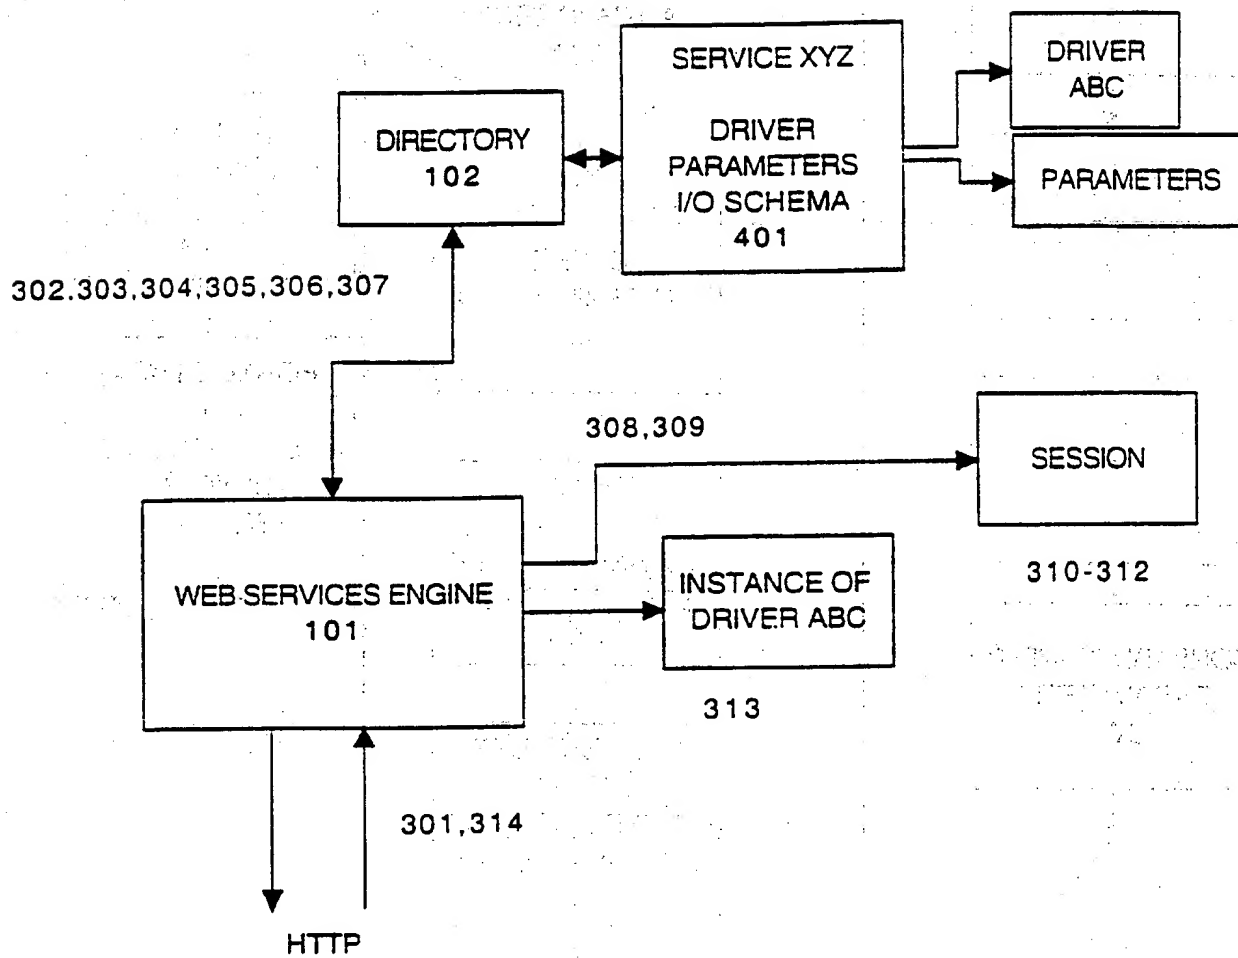 SERVICE XYZ
DRIVER
PARAMETERS
I/O SCHEMA
401
DRIVER
ABC
PARAMETERS
DIRECTORY
102
302.303,304,305,306,307
308,309
SESSION
310-312
WEB SERVICES ENGINE
101
INSTANCE OF
DRIVER ABC
313
301,314
HTTP